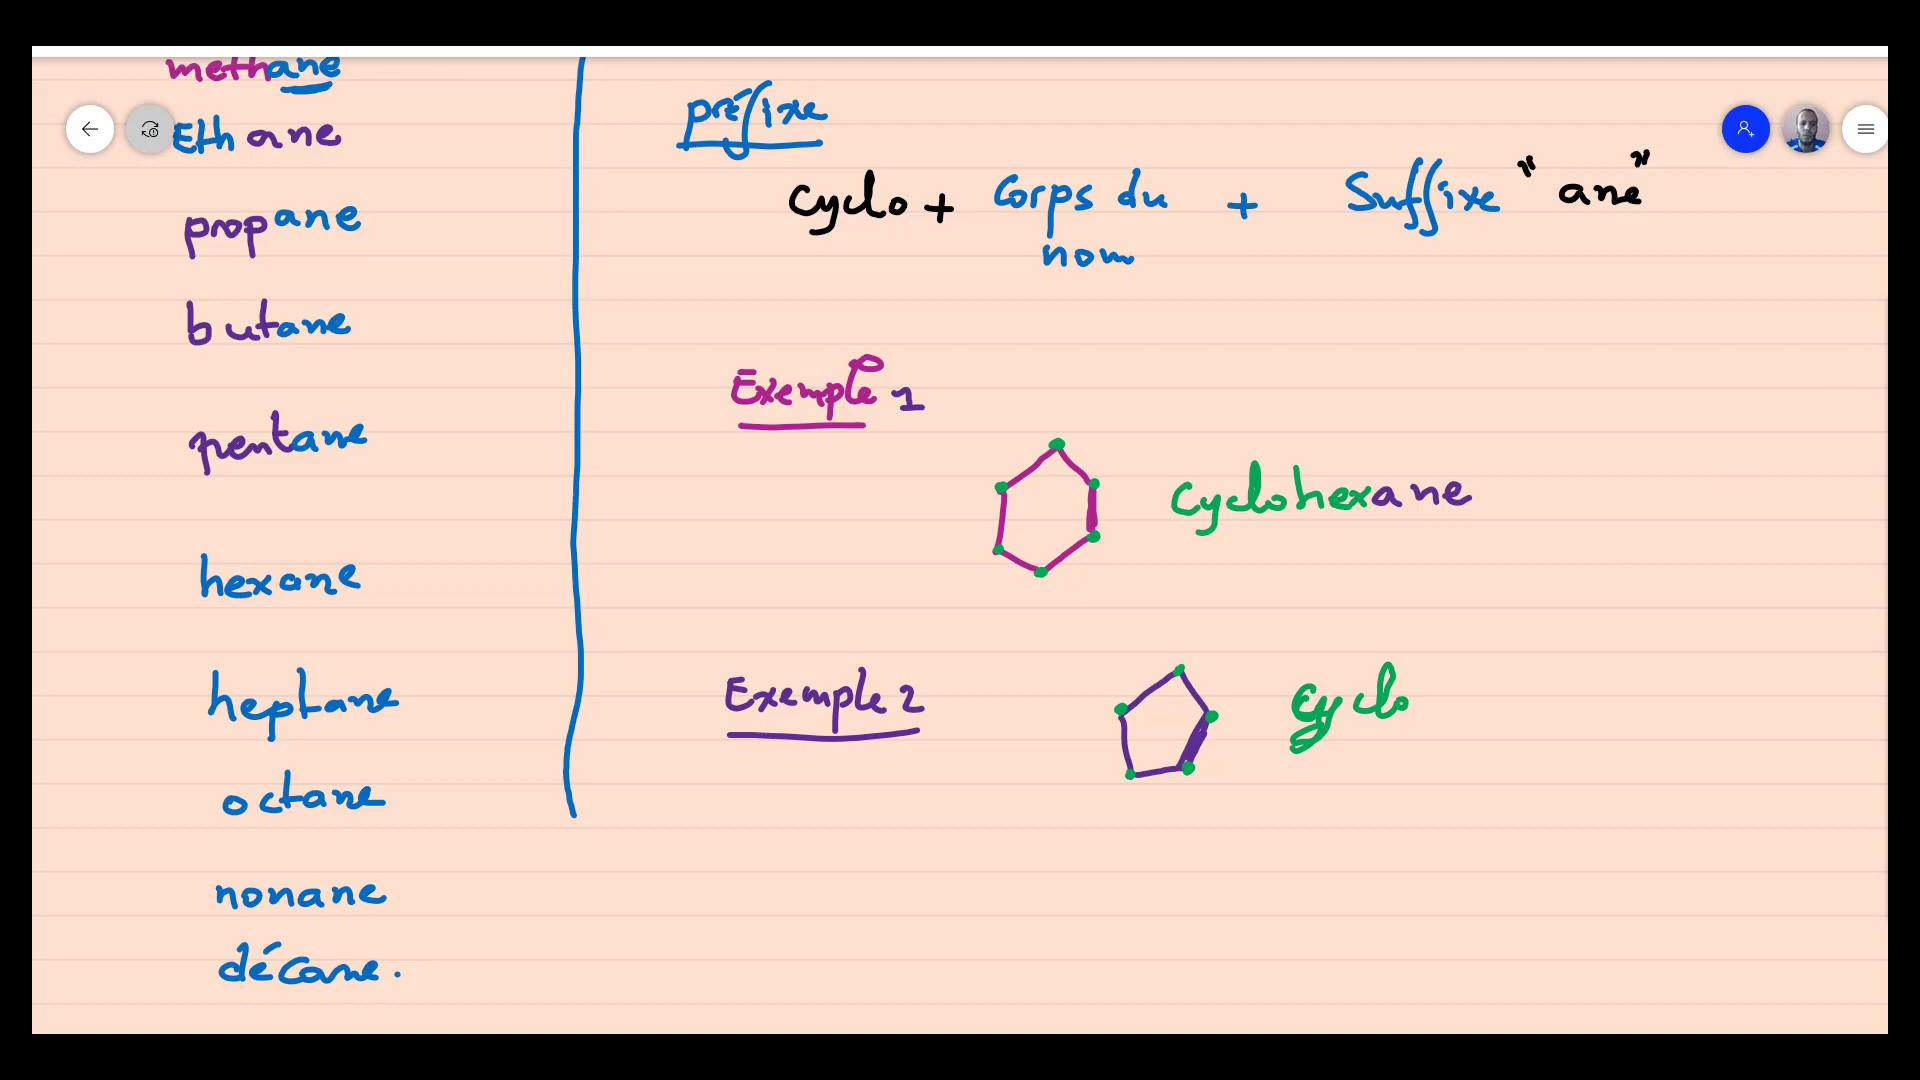 methane
Ethane
propane
butane
pentane
hexane
heptane
octane
nonane
décane.
préfixe
Cyclo + Corps du nom + Suffixe "ane"
Exemple 1
Cyclohexane
Exemple 2
Cyclo